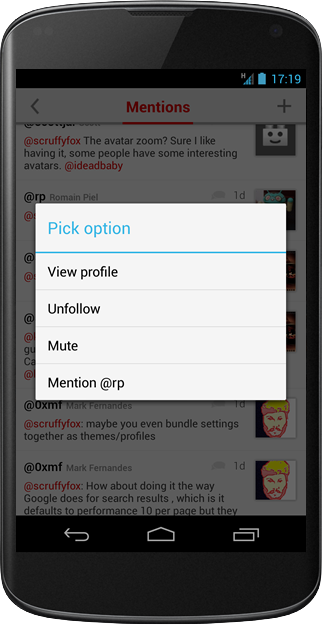 H 17:19
Mentions
@scruffyfox The avatar zoom? Sure I like
having it, some people have some interesting
avatars. @ideadbaby
@rp Romain Piel 1d
Pick option
View profile
Unfollow
Mute
Mention @rp
@0xmf Mark Fernandes 1d
@scruffyfox: maybe you even bundle settings
together as themes/profiles
@0xmf Mark Fernandes 1d
@scruffyfox: How about doing it the way
Google does for search results , which is it
defaults to performance 10 per page but they